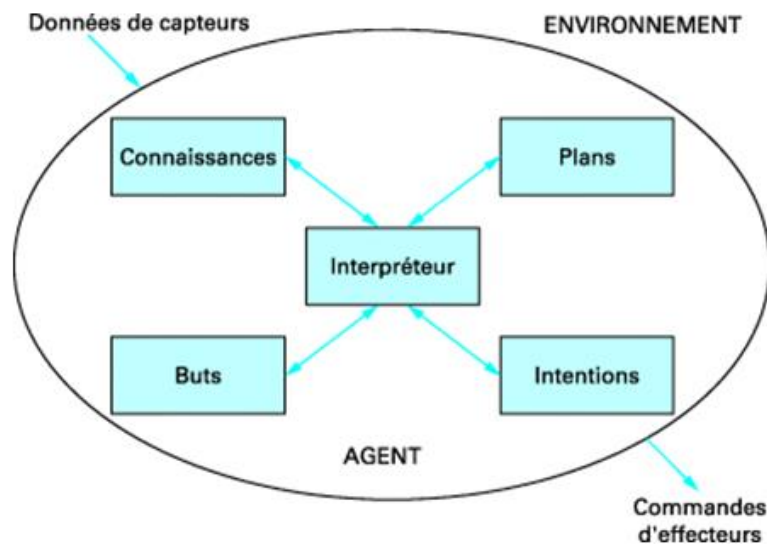 Données de capteurs
ENVIRONNEMENT
Connaissances
Plans
Interpréteur
Buts
Intentions
AGENT
Commandes
d'effecteurs